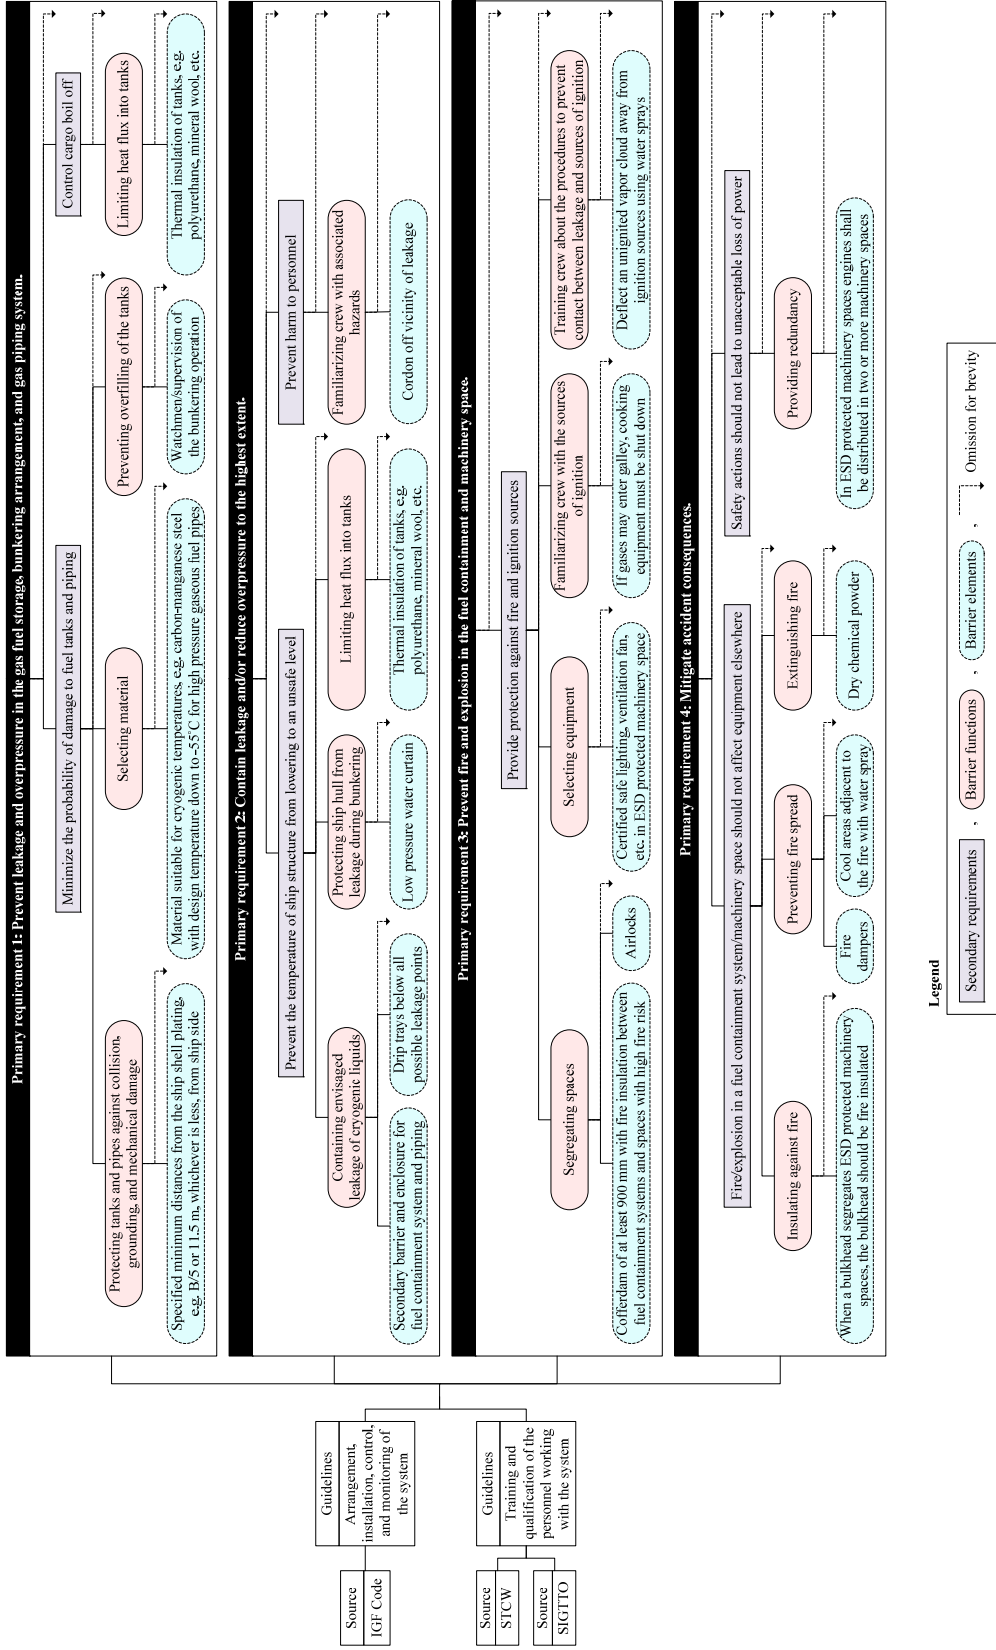 Source
IGF Code
Guidelines
Arrangement,
installation, control,
and monitoring of
the system
Source
STCW
Source
SIGTTO
Guidelines
Training and
qualification of the
personnel working
with the system
Primary requirement 1: Prevent leakage and overpressure in the gas fuel storage, bunkering arrangement, and gas piping system.
Minimize the probability of damage to fuel tanks and piping
Control cargo boil off
Protecting tanks and pipes against collision,
grounding, and mechanical damage
Selecting material
Preventing overfilling of the tanks
Limiting heat flux into tanks
Specified minimum distances from the ship shell plating,
e.g. B/5 or 11.5 m, whichever is less, from ship side
Material suitable for cryogenic temperatures, e.g. carbon-manganese steel
with design temperature down to -55˚C for high pressure gaseous fuel pipes
Watchmen/supervision of
the bunkering operation
Thermal insulation of tanks, e.g.
polyurethane, mineral wool, etc.
Primary requirement 2: Contain leakage and/or reduce overpressure to the highest extent.
Prevent the temperature of ship structure from lowering to an unsafe level
Prevent harm to personnel
Containing envisaged
leakage of cryogenic liquids
Protecting ship hull from
leakage during bunkering
Limiting heat flux into tanks
Familiarizing crew with associated
hazards
Secondary barrier and enclosure for
fuel containment system and piping
Drip trays below all
possible leakage points
Low pressure water curtain
Thermal insulation of tanks, e.g.
polyurethane, mineral wool, etc.
Cordon off vicinity of leakage
Primary requirement 3: Prevent fire and explosion in the fuel containment and machinery space.
Provide protection against fire and ignition sources
Segregating spaces
Selecting equipment
Familiarizing crew with the sources
of ignition
Training crew about the procedures to prevent
contact between leakage and sources of ignition
Cofferdam of at least 900 mm with fire insulation between
fuel containment systems and spaces with high fire risk
Airlocks
Certified safe lighting, ventilation fan,
etc. in ESD protected machinery space
If gases may enter galley, cooking
equipment must be shut down
Deflect an unignited vapor cloud away from
ignition sources using water sprays
Primary requirement 4: Mitigate accident consequences.
Fire/explosion in a fuel containment system/machinery space should not affect equipment elsewhere
Safety actions should not lead to unacceptable loss of power
Insulating against fire
Preventing fire spread
Extinguishing fire
Providing redundancy
When a bulkhead segregates ESD protected machinery
spaces, the bulkhead should be fire insulated
Fire
dampers
Cool areas adjacent to
the fire with water spray
Dry chemical powder
In ESD protected machinery spaces engines shall
be distributed in two or more machinery spaces
Legend
Secondary requirements , Barrier functions , Barrier elements , Omission for brevity